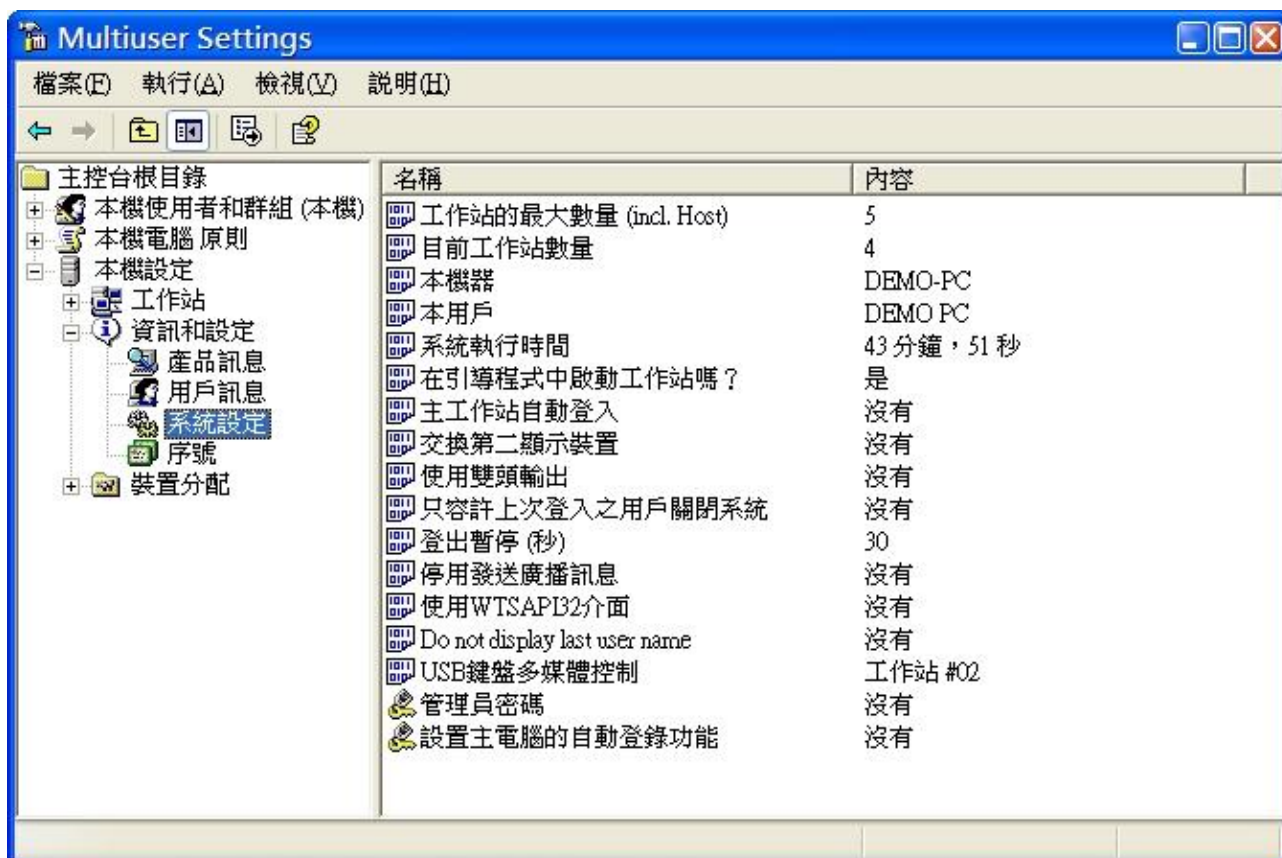 Multiuser Settings
檔案(F) 執行(A) 檢視(V) 說明(H)
主控台根目錄
本機使用者和群組 (本機)
本機電腦 原則
本機設定
工作站
資訊和設定
產品訊息
用戶訊息
系統設定
序號
裝置分配
名稱 內容
工作站的最大數量 (incl. Host) 5
目前工作站數量 4
本機器 DEMO-PC
本用戶 DEMO PC
系統執行時間 43 分鐘，51 秒
在引導程式中啟動工作站嗎？ 是
主工作站自動登入 沒有
交換第二顯示裝置 沒有
使用雙頭輸出 沒有
只容許上次登入之用戶關閉系統 沒有
登出暫停 (秒) 30
停用發送廣播訊息 沒有
使用WTSAPI32介面 沒有
Do not display last user name 沒有
USB鍵盤多媒體控制 工作站 #02
管理員密碼 沒有
設置主電腦的自動登錄功能 沒有